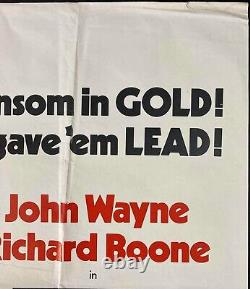 nsom in GOLD!
gave 'em LEAD!
John Wayne
Richard Boone
in